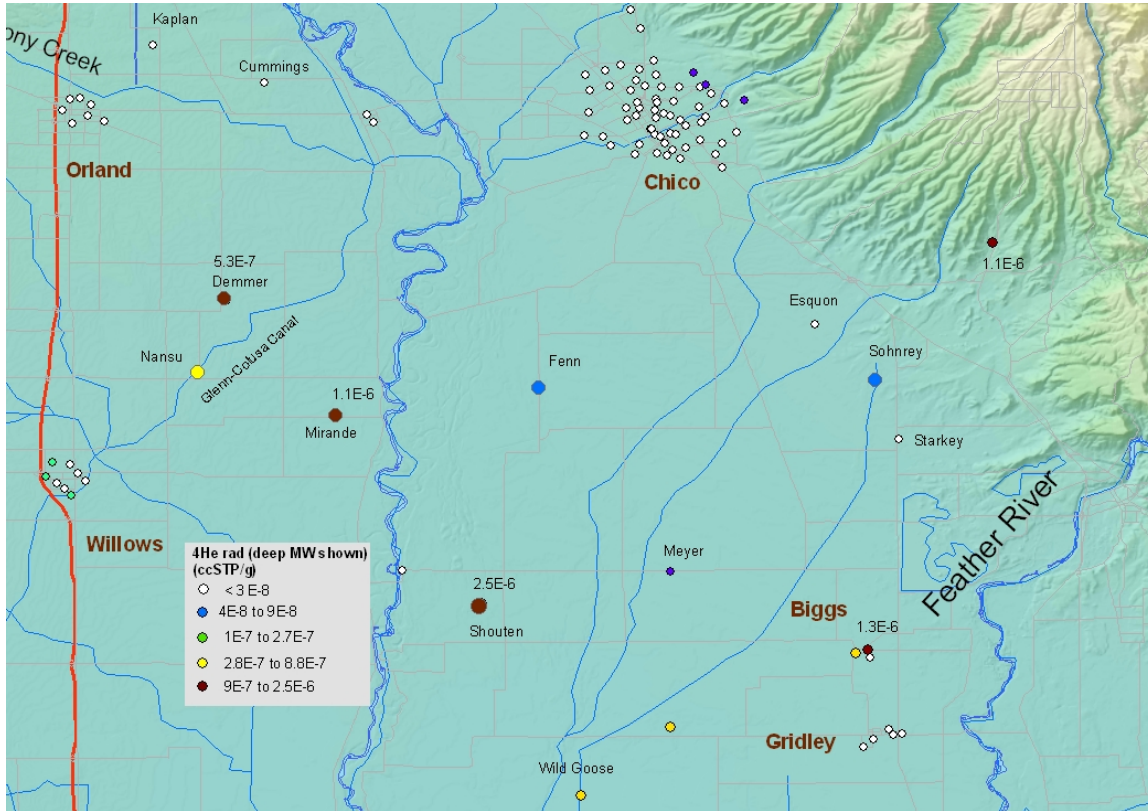 Kaplan
ony Creek
Cummings
Orland
Chico
5.3E-7
Demmer
1.1E-6
Esquon
Nansu
Glenn-Colusa Canal
Fenn
Sohnrey
1.1E-6
Mirande
Starkey
Feather River
Willows
4He rad (deep MWs shown)
(ccSTP/g)
< 3 E-8
4E-8 to 9E-8
1E-7 to 2.7E-7
2.8E-7 to 8.8E-7
9E-7 to 2.5E-6
Meyer
2.5E-6
Shouten
Biggs
1.3E-6
Gridley
Wild Goose